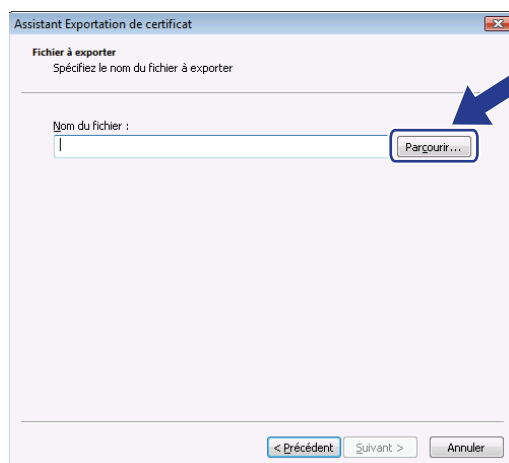 Assistant Exportation de certificat
Fichier à exporter
Spécifiez le nom du fichier à exporter
Nom du fichier :
Parcourir...
< Précédent Suivant > Annuler